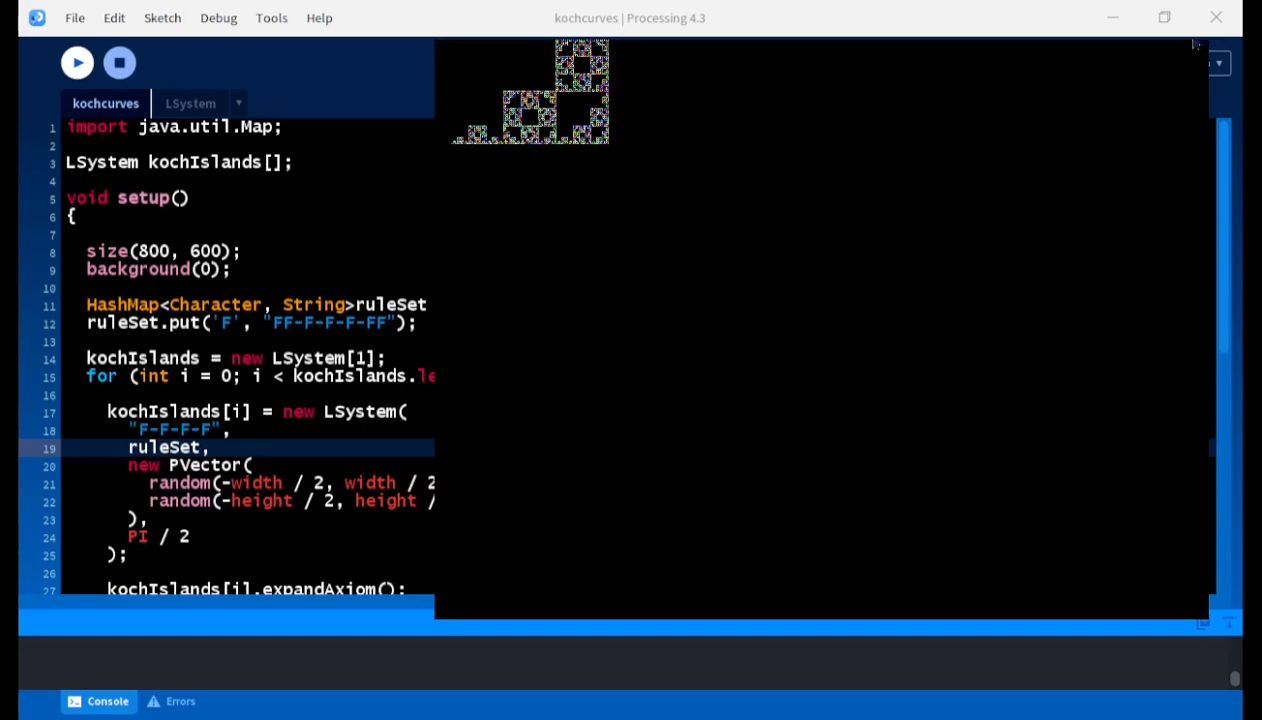 File Edit Sketch Debug Tools Help kochcurves | Processing 4.3
kochcurves LSystem
1 import java.util.Map;
2
3 LSystem kochIslands[];
4
5 void setup()
6 {
7
8 size(800, 600);
9 background(0);
10
11 HashMap<Character, String>ruleSet
12 ruleSet.put('F', "FF-F-F-F-FF");
13
14 kochIslands = new LSystem[1];
15 for (int i = 0; i < kochIslands.le
16
17 kochIslands[i] = new LSystem(
18 "F-F-F-F",
19 ruleSet,
20 new PVector(
21 random(-width / 2, width / 2
22 random(-height / 2, height /
23 ),
24 PI / 2
25 );
26
27 kochIslands[i].expandAxiom();
Console Errors